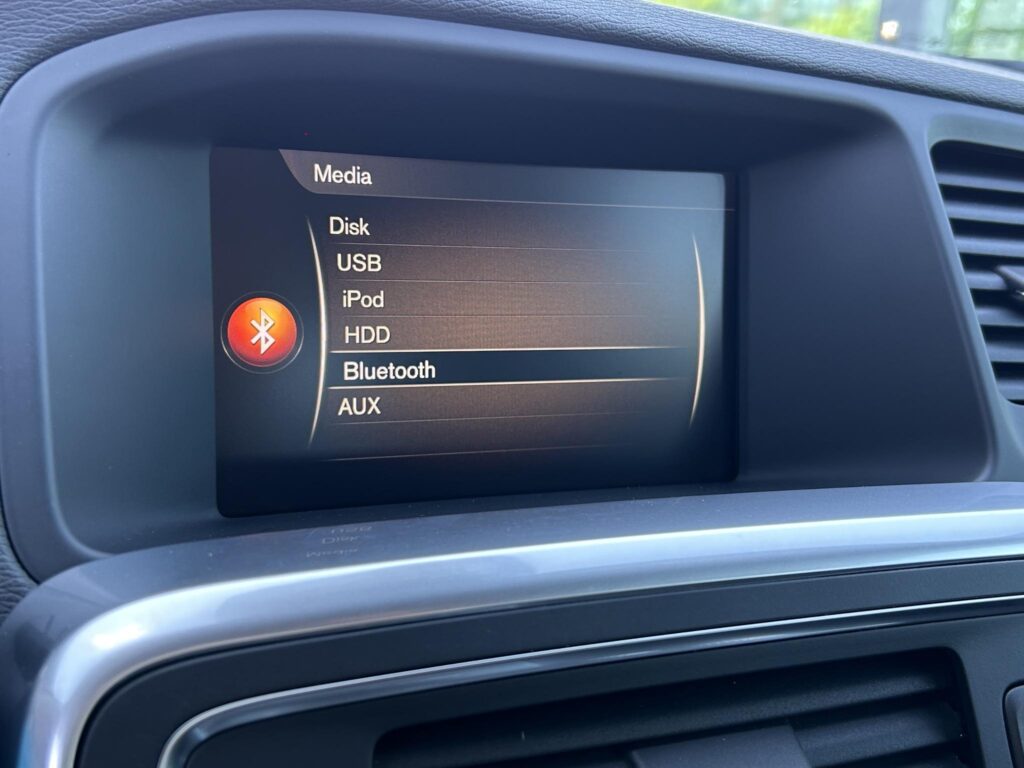 Media
Disk
USB
iPod
HDD
Bluetooth
AUX